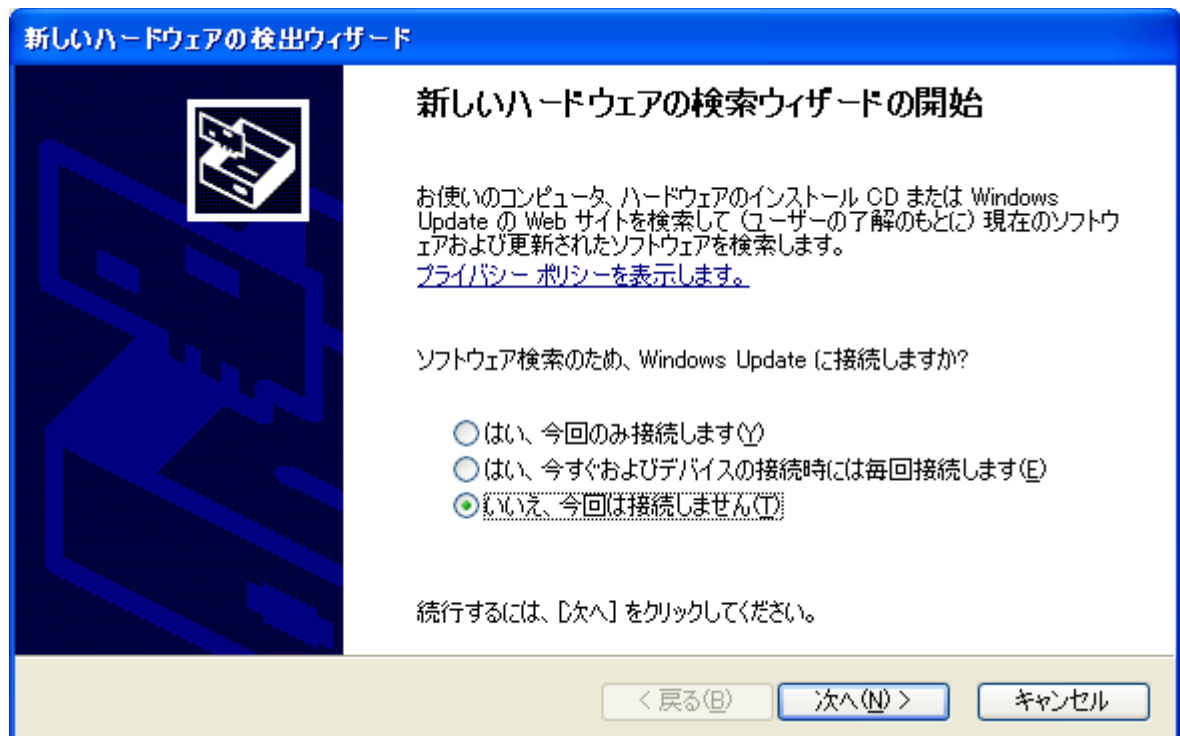 新しいハードウェアの検出ウィザード
新しいハードウェアの検索ウィザードの開始
お使いのコンピュータ、ハードウェアのインストール CD または Windows
Update の Web サイトを検索して (ユーザーの了解のもとに) 現在のソフトウ
ェアおよび更新されたソフトウェアを検索します。
プライバシー ポリシーを表示します。
ソフトウェア検索のため、Windows Update に接続しますか?
はい、今回のみ接続します(Y)
はい、今すぐおよびデバイスの接続時には毎回接続します(E)
いいえ、今回は接続しません(T)
続行するには、[次へ] をクリックしてください。
< 戻る(B)
次へ(N) >
キャンセル